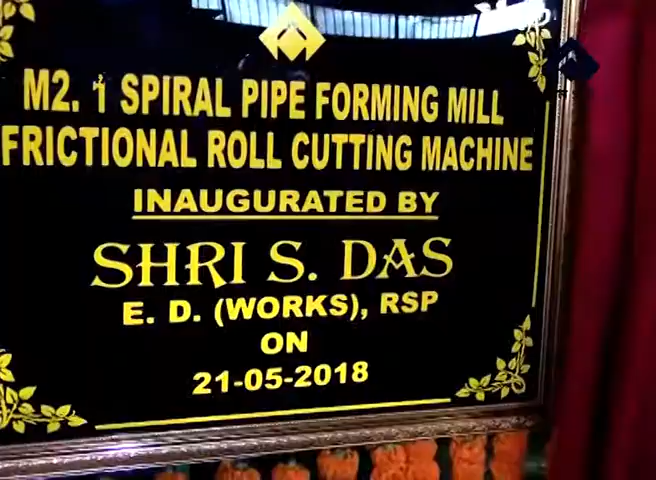 M2. 1 SPIRAL PIPE FORMING MILL
FRICTIONAL ROLL CUTTING MACHINE
INAUGURATED BY
SHRI S. DAS
E. D. (WORKS), RSP
ON
21-05-2018